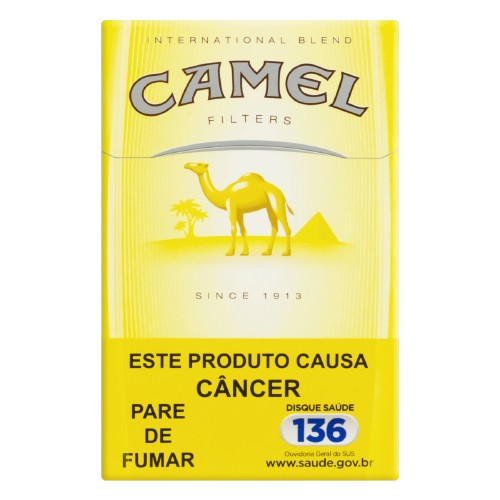 INTERNATIONAL BLEND
CAMEL
FILTERS
SINCE 1913
ESTE PRODUTO CAUSA
CÂNCER
PARE
DE
FUMAR
DISQUE SAÚDE
136
Ouvidoria Geral do SUS
www.saude.gov.br